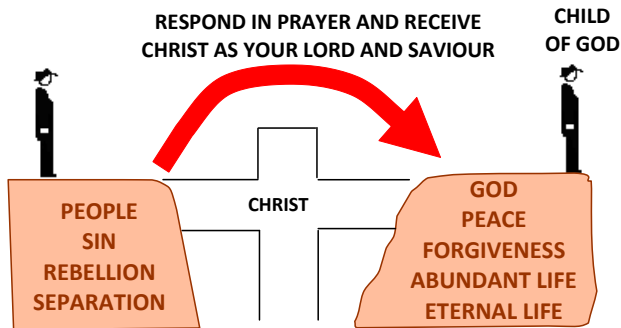 RESPOND IN PRAYER AND RECEIVE
CHRIST AS YOUR LORD AND SAVIOUR
CHILD
OF GOD
CHRIST
PEOPLE
SIN
REBELLION
SEPARATION
GOD
PEACE
FORGIVENESS
ABUNDANT LIFE
ETERNAL LIFE